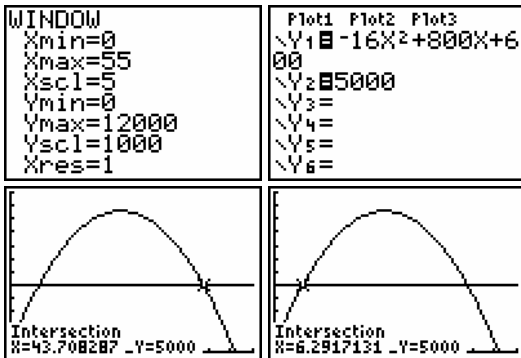 WINDOW
Xmin=0
Xmax=55
Xscl=5
Ymin=0
Ymax=12000
Yscl=1000
Xres=1
Plot1 Plot2 Plot3
\Y₁=-16X²+800X+6
00
\Y₂=5000
\Y₃=
\Y₄=
\Y₅=
\Y₆=
Intersection
X=43.708287 Y=5000
Intersection
X=6.2917131 Y=5000